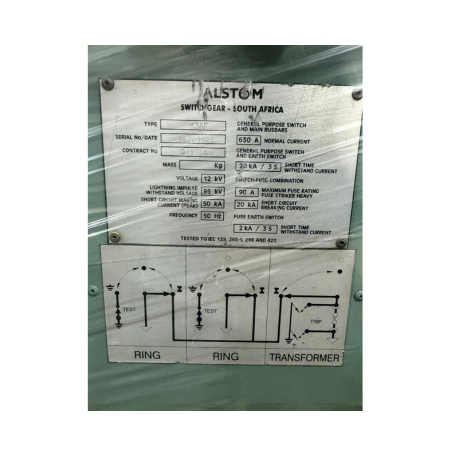 ALSTOM
SWITCHGEAR - SOUTH AFRICA
TYPE
SERIAL No/DATE
CONTRACT No
MASS Kg
VOLTAGE 12 kV
LIGHTNING IMPULSE
WITHSTAND VOLTAGE 95 kV
SHORT CIRCUIT MAKING
CURRENT (PEAK) 50 kA
FREQUENCY 50 Hz
GENERAL PURPOSE SWITCH
AND MAIN BUSBARS
630 A NORMAL CURRENT
GENERAL PURPOSE SWITCH
AND EARTH SWITCH
20 kA / 3 S SHORT TIME
WITHSTAND CURRENT
SWITCH-FUSE COMBINATION
90 A MAXIMUM FUSE RATING
FUSE STRIKER HEAVY
20 kA SHORT CIRCUIT
BREAKING CURRENT
FUSE EARTH SWITCH
2 kA / 3 S SHORT TIME
WITHSTAND CURRENT
TESTED TO IEC 129, 265-1, 298 AND 420
TEST
TEST
TRIP
RING
RING
TRANSFORMER